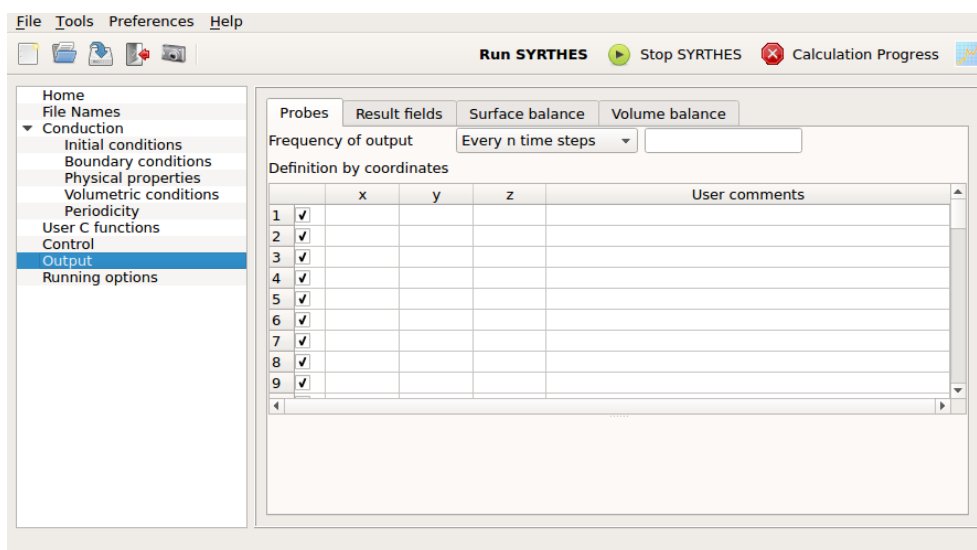 File Tools Preferences Help
Run SYRTHES Stop SYRTHES Calculation Progress
Home
File Names
Conduction
Initial conditions
Boundary conditions
Physical properties
Volumetric conditions
Periodicity
User C functions
Control
Output
Running options
Probes Result fields Surface balance Volume balance
Frequency of output Every n time steps
Definition by coordinates
x y z User comments
1
2
3
4
5
6
7
8
9